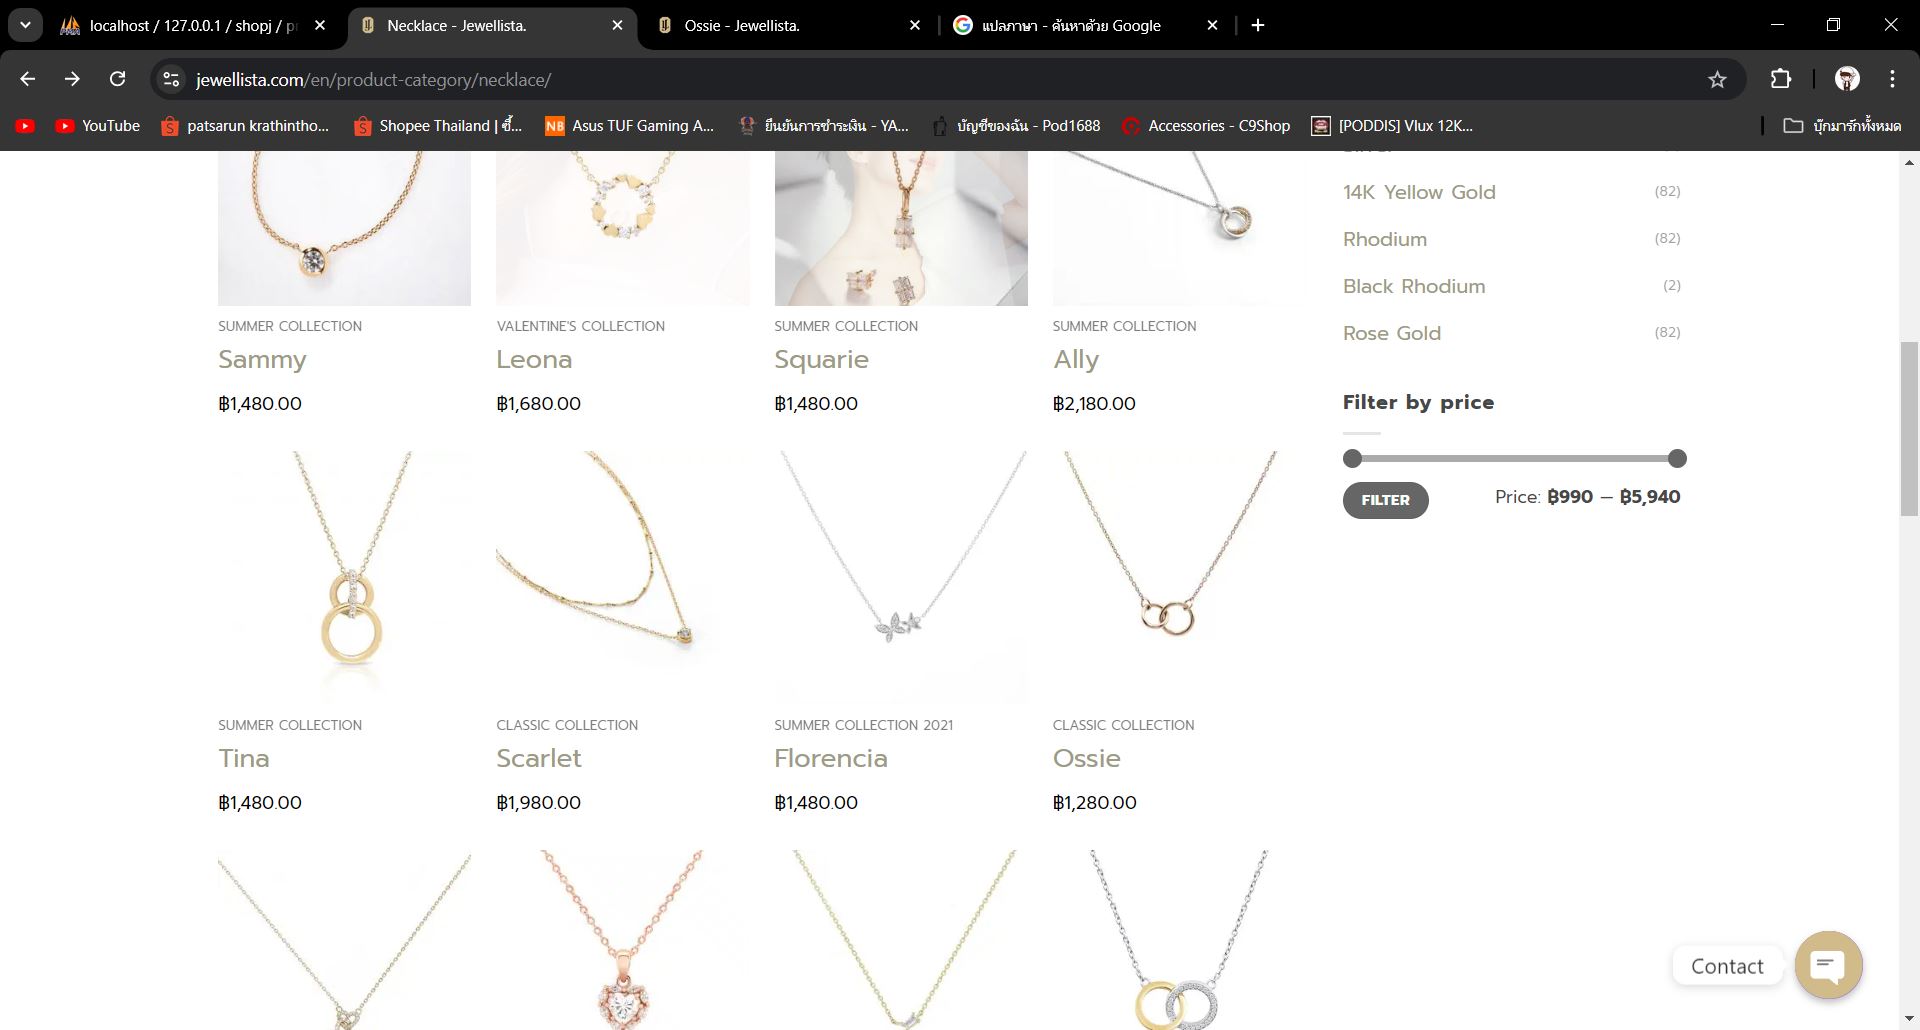 localhost / 127.0.0.1 / shopj / pr
Necklace - Jewellista.
Ossie - Jewellista.
แปลภาษา - ค้นหาด้วย Google
jewellista.com/en/product-category/necklace/
YouTube
patsarun krathintho...
Shopee Thailand | ซื้...
NB
Asus TUF Gaming A...
ยืนยันการชำระเงิน - YA...
บัญชีของฉัน - Pod1688
Accessories - C9Shop
[PODDIS] Vlux 12K...
บุ๊กมาร์กทั้งหมด
14K Yellow Gold (82)
Rhodium (82)
Black Rhodium (2)
Rose Gold (82)
Filter by price
FILTER
Price: ฿990 — ฿5,940
SUMMER COLLECTION
Sammy
฿1,480.00
VALENTINE'S COLLECTION
Leona
฿1,680.00
SUMMER COLLECTION
Squarie
฿1,480.00
SUMMER COLLECTION
Ally
฿2,180.00
SUMMER COLLECTION
Tina
฿1,480.00
CLASSIC COLLECTION
Scarlet
฿1,980.00
SUMMER COLLECTION 2021
Florencia
฿1,480.00
CLASSIC COLLECTION
Ossie
฿1,280.00
Contact